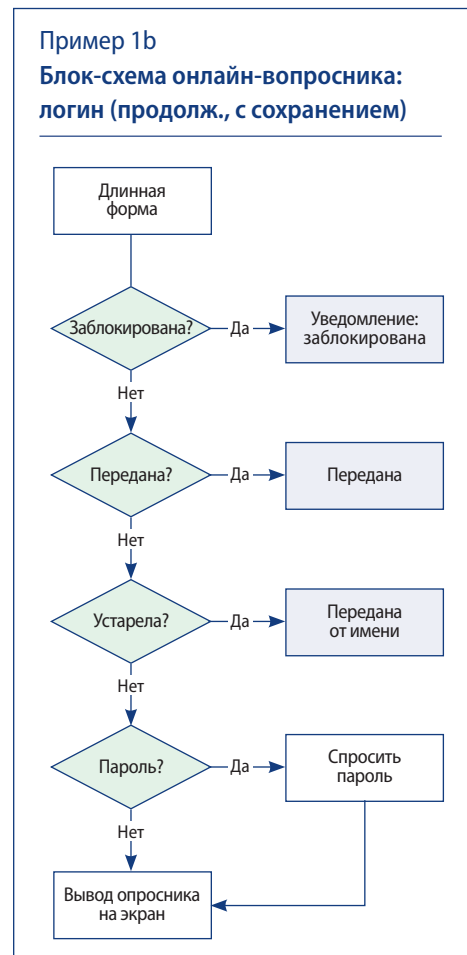 Пример 1b
Блок-схема онлайн-вопросника:
логин (продолж., с сохранением)
Длинная
форма
Заблокирована?
Да
Уведомление:
заблокирована
Нет
Передана?
Да
Передана
Нет
Устарела?
Да
Передана
от имени
Нет
Пароль?
Да
Спросить
пароль
Нет
Вывод опросника
на экран